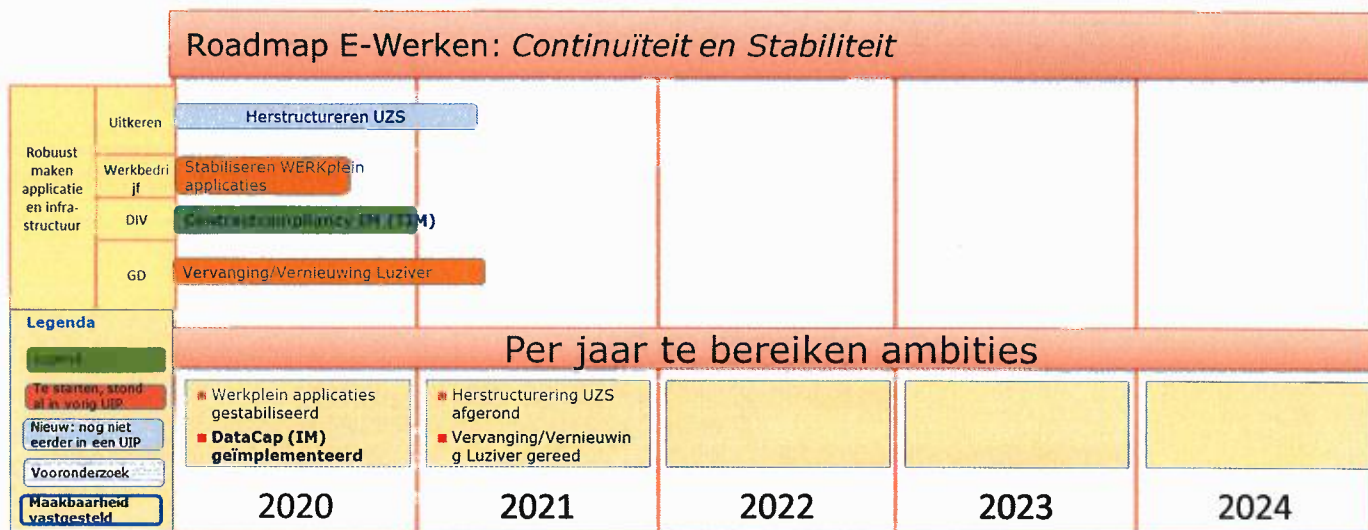 Roadmap E-Werken: Continuïteit en Stabiliteit
Robuust
maken
applicatie
en infra-
structuur
Uitkeren
Herstructureren UZS
Werkbedri
jf
Stabiliseren WERKplein
applicaties
DIV
Contractcompliancy IM (TIM)
GD
Vervanging/Vernieuwing Luziver
Legenda
Te starten, stond
al in vorig UIP
Nieuw: nog niet
eerder in een UIP
Vooronderzoek
Maakbaarheid
vastgesteld
Per jaar te bereiken ambities
Werkplein applicaties
gestabiliseerd
DataCap (IM)
geïmplementeerd
Herstructurering UZS
afgerond
Vervanging/Vernieuwin
g Luziver gereed
2020
2021
2022
2023
2024